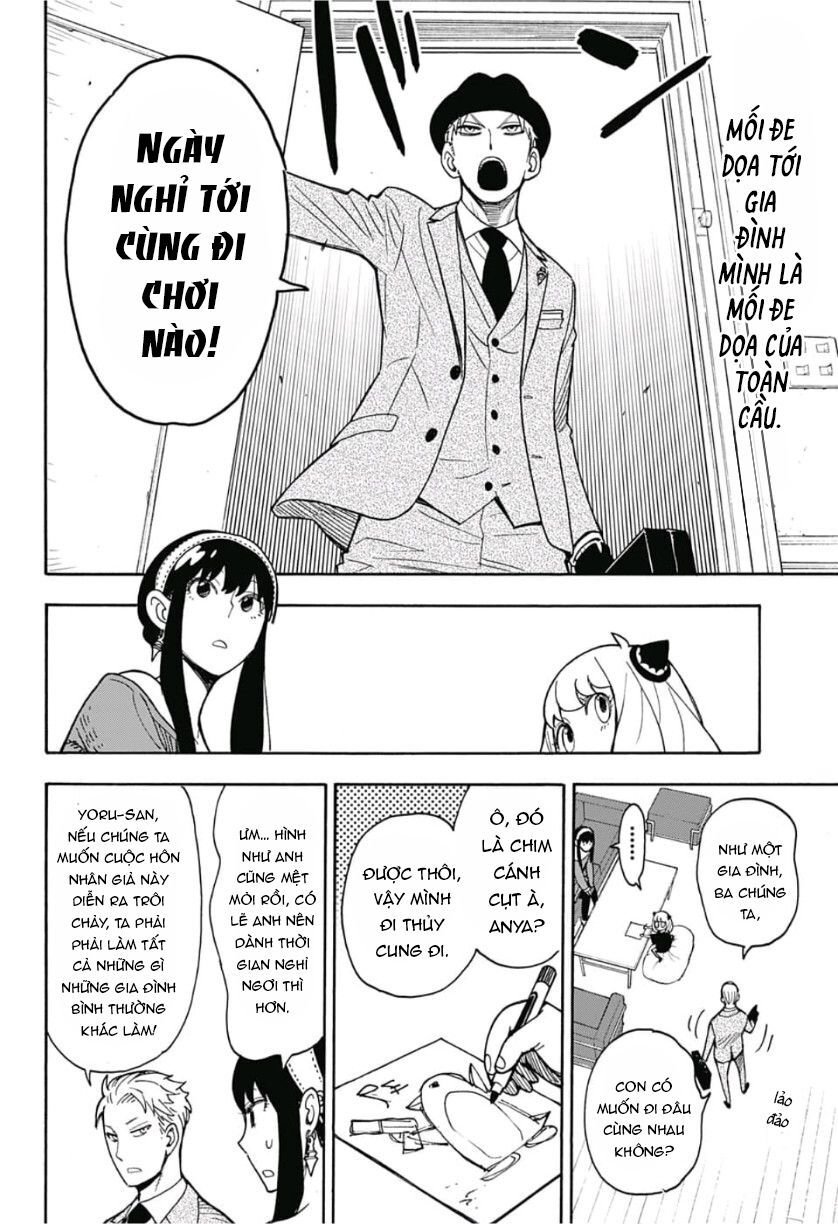 MỐI ĐE
DỌA TỚI
GIA
ĐÌNH
MÌNH LÀ
MỐI ĐE
DỌA CỦA
TOÀN
CẦU.
NGÀY
NGHỈ TỚI
CÙNG ĐI
CHƠI
NÀO!
NHƯ MỘT
GIA ĐÌNH,
BA CHÚNG
TA,
CON CÓ
MUỐN ĐI ĐÂU
CÙNG NHAU
KHÔNG?
lảo
đảo
Ô, ĐÓ
LÀ CHIM
CÁNH
CỤT À,
ANYA?
ĐƯỢC THÔI,
VẬY MÌNH
ĐI THỦY
CUNG ĐI.
ƯM... HÌNH
NHƯ ANH
CŨNG MỆT
MỎI RỒI, CÓ
LẼ ANH NÊN
DÀNH THỜI
GIAN NGHỈ
NGƠI THÌ
HƠN.
YORU-SAN,
NẾU CHÚNG TA
MUỐN CUỘC HÔN
NHÂN GIẢ NÀY
DIỄN RA TRÔI
CHẢY, TA PHẢI
PHẢI LÀM TẤT
CẢ NHỮNG GÌ
NHỮNG GIA ĐÌNH
BÌNH THƯỜNG
KHÁC LÀM!